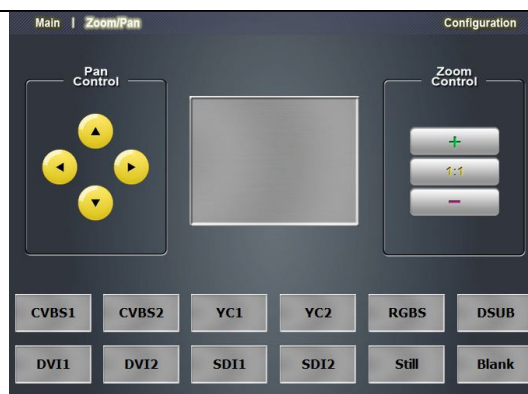 Main | Zoom/Pan Configuration
Pan
Control
Zoom
Control
+
1:1
−
CVBS1 CVBS2 YC1 YC2 RGBS DSUB
DVI1 DVI2 SDI1 SDI2 Still Blank